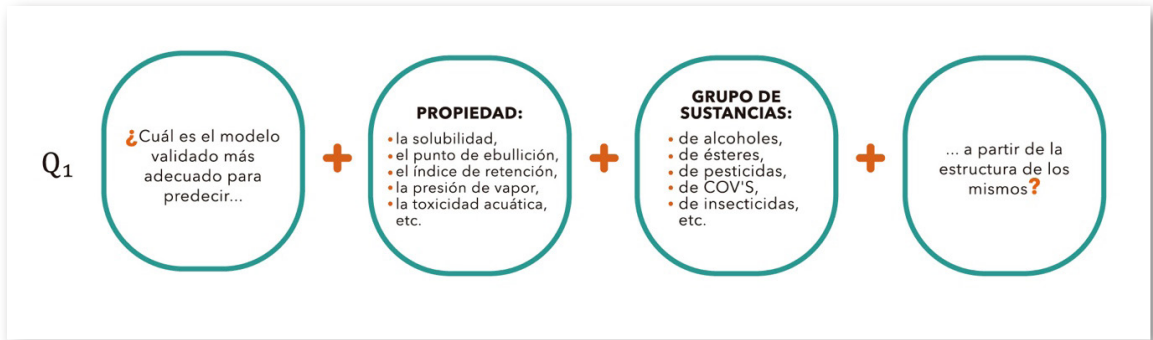 Q₁
¿Cuál es el modelo
validado más
adecuado para
predecir...
+
PROPIEDAD:
• la solubilidad,
• el punto de ebullición,
• el índice de retención,
• la presión de vapor,
• la toxicidad acuática,
etc.
+
GRUPO DE
SUSTANCIAS:
• de alcoholes,
• de ésteres,
• de pesticidas,
• de COV'S,
• de insecticidas,
etc.
+
... a partir de la
estructura de los
mismos?